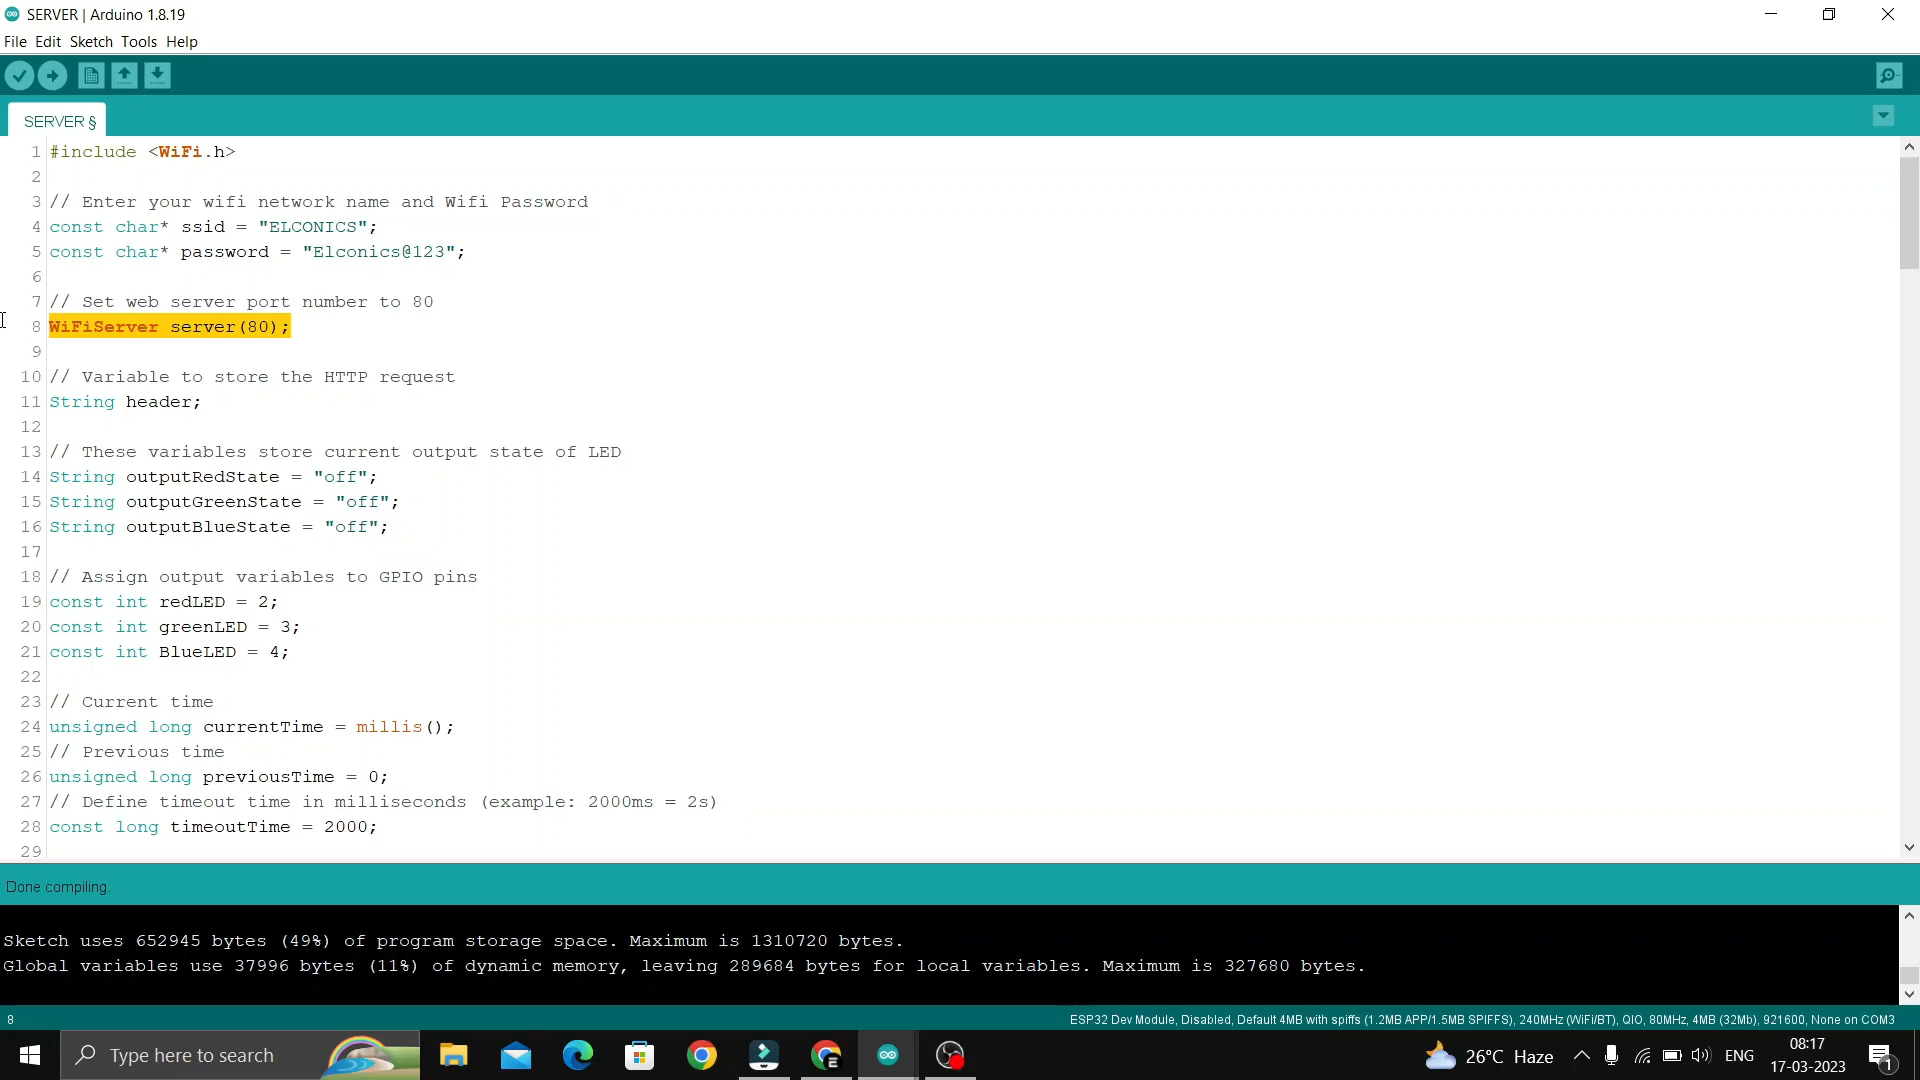 SERVER | Arduino 1.8.19
File Edit Sketch Tools Help
SERVER §
1 #include <WiFi.h>
2
3 // Enter your wifi network name and Wifi Password
4 const char* ssid = "ELCONICS";
5 const char* password = "Elconics@123";
6
7 // Set web server port number to 80
8 WiFiServer server(80);
9
10 // Variable to store the HTTP request
11 String header;
12
13 // These variables store current output state of LED
14 String outputRedState = "off";
15 String outputGreenState = "off";
16 String outputBlueState = "off";
17
18 // Assign output variables to GPIO pins
19 const int redLED = 2;
20 const int greenLED = 3;
21 const int BlueLED = 4;
22
23 // Current time
24 unsigned long currentTime = millis();
25 // Previous time
26 unsigned long previousTime = 0;
27 // Define timeout time in milliseconds (example: 2000ms = 2s)
28 const long timeoutTime = 2000;
29
Done compiling.
Sketch uses 652945 bytes (49%) of program storage space. Maximum is 1310720 bytes.
Global variables use 37996 bytes (11%) of dynamic memory, leaving 289684 bytes for local variables. Maximum is 327680 bytes.
8 ESP32 Dev Module, Disabled, Default 4MB with spiffs (1.2MB APP/1.5MB SPIFFS), 240MHz (WiFi/BT), QIO, 80MHz, 4MB (32Mb), 921600, None on COM3
Type here to search
26°C Haze
ENG
08:17
17-03-2023
1